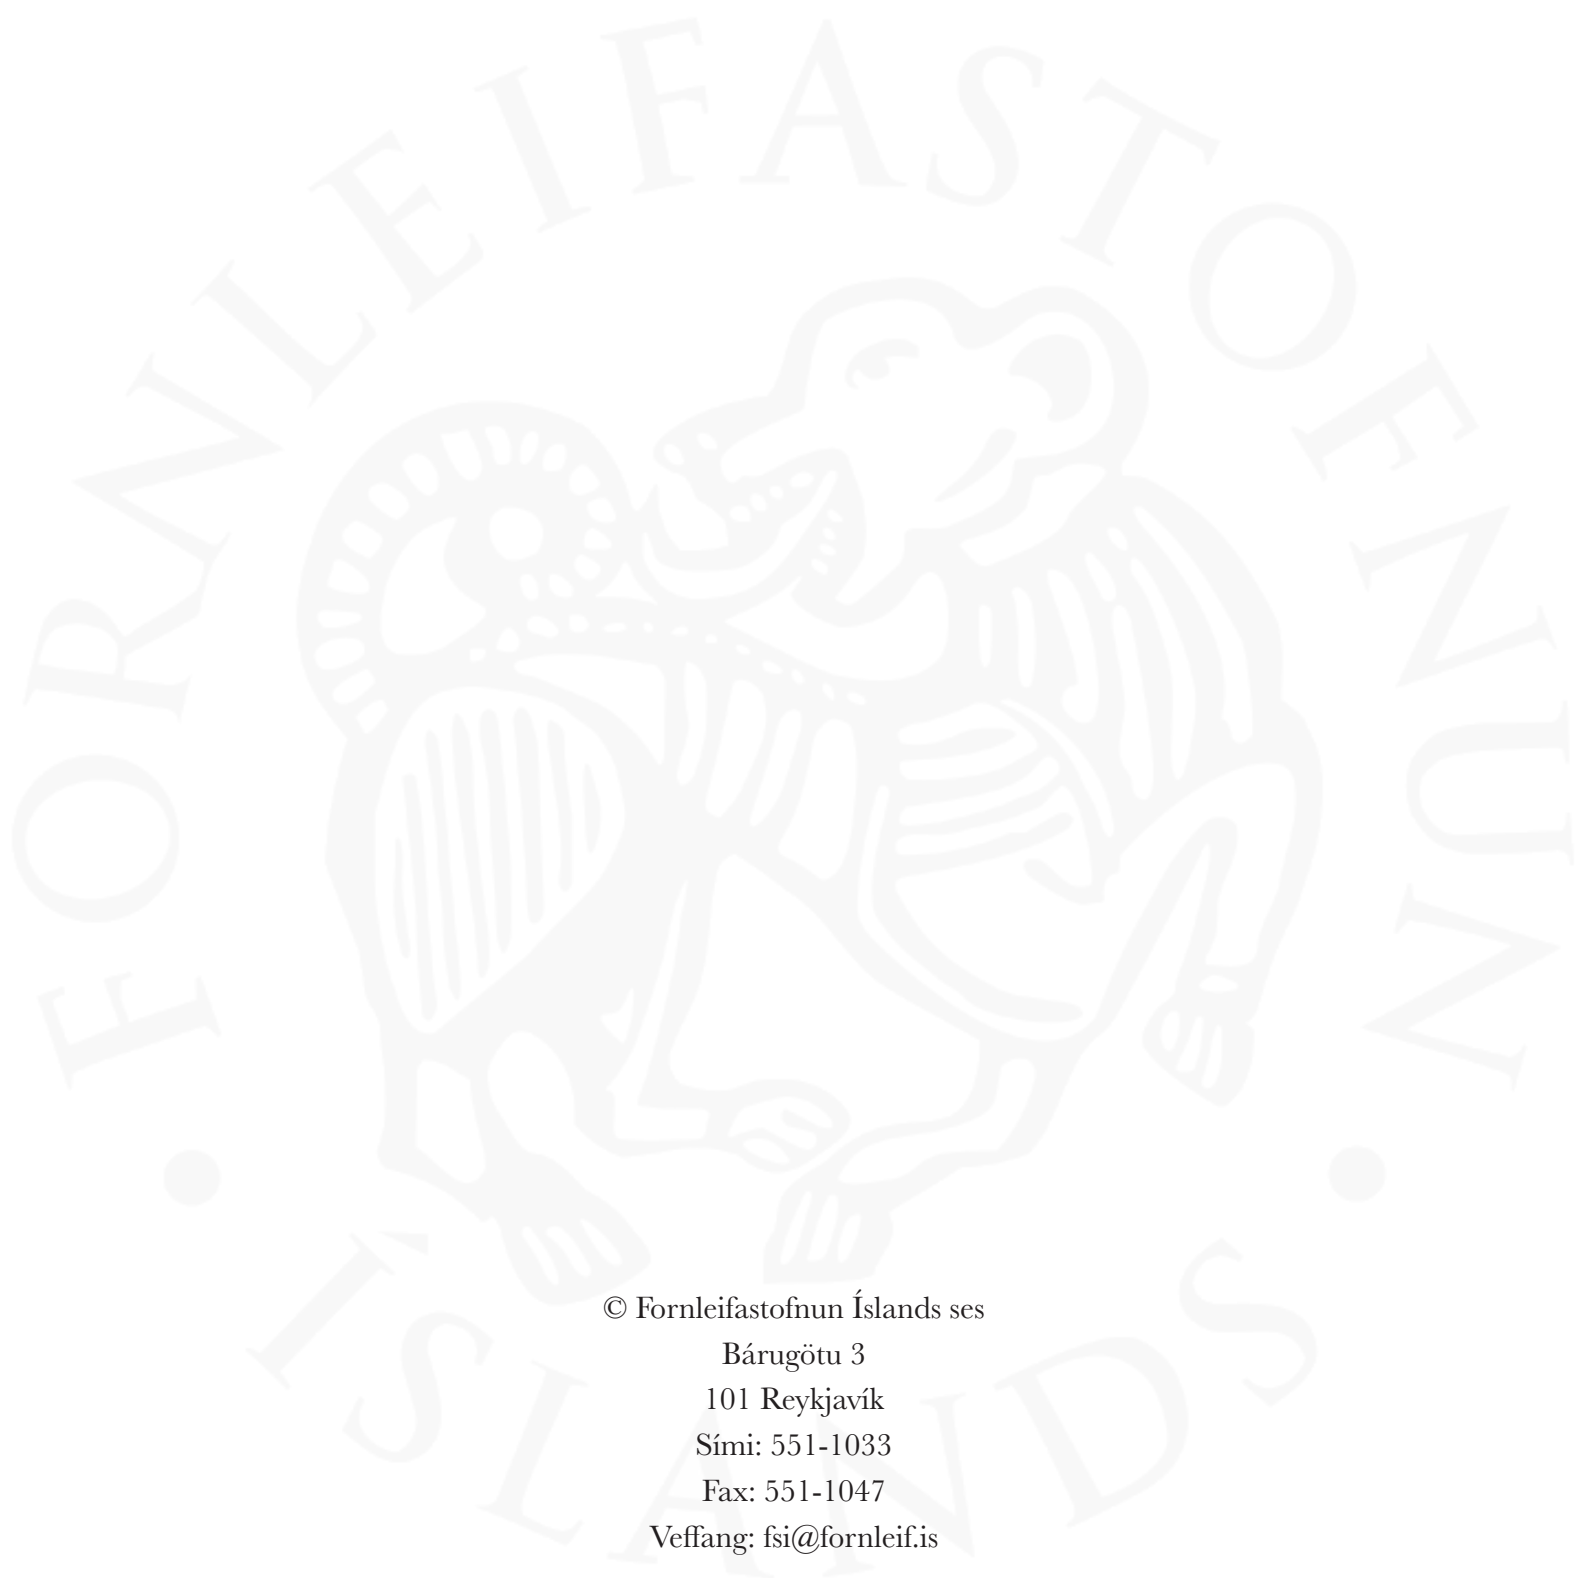 FORNLEIFASTOFNUN
ÍSLANDS
© Fornleifastofnun Íslands ses
Bárugötu 3
101 Reykjavík
Sími: 551-1033
Fax: 551-1047
Veffang: fsi@fornleif.is